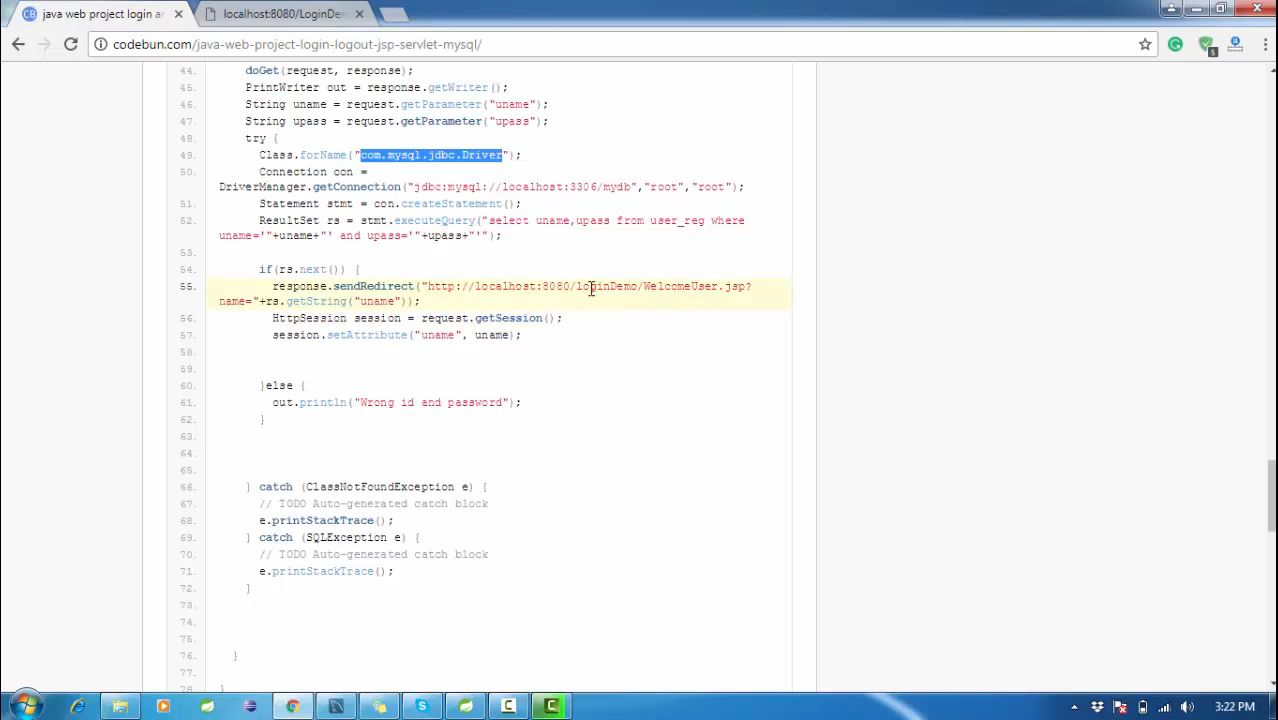 java web project login an
localhost:8080/LoginDem
codebun.com/java-web-project-login-logout-jsp-servlet-mysql/
5
44. doGet(request, response);
45. PrintWriter out = response.getWriter();
46. String uname = request.getParameter("uname");
47. String upass = request.getParameter("upass");
48. try {
49. Class.forName("com.mysql.jdbc.Driver");
50. Connection con =
DriverManager.getConnection("jdbc:mysql://localhost:3306/mydb","root","root");
51. Statement stmt = con.createStatement();
52. ResultSet rs = stmt.executeQuery("select uname,upass from user_reg where
uname='"+uname+"' and upass='"+upass+"'");
53.
54. if(rs.next()) {
55. response.sendRedirect("http://localhost:8080/loginDemo/WelcomeUser.jsp?
name="+rs.getString("uname"));
56. HttpSession session = request.getSession();
57. session.setAttribute("uname", uname);
58.
59.
60. }else {
61. out.println("Wrong id and password");
62. }
63.
64.
65.
66. } catch (ClassNotFoundException e) {
67. // TODO Auto-generated catch block
68. e.printStackTrace();
69. } catch (SQLException e) {
70. // TODO Auto-generated catch block
71. e.printStackTrace();
72. }
73.
74.
75.
76. }
77.
78. }
3:22 PM